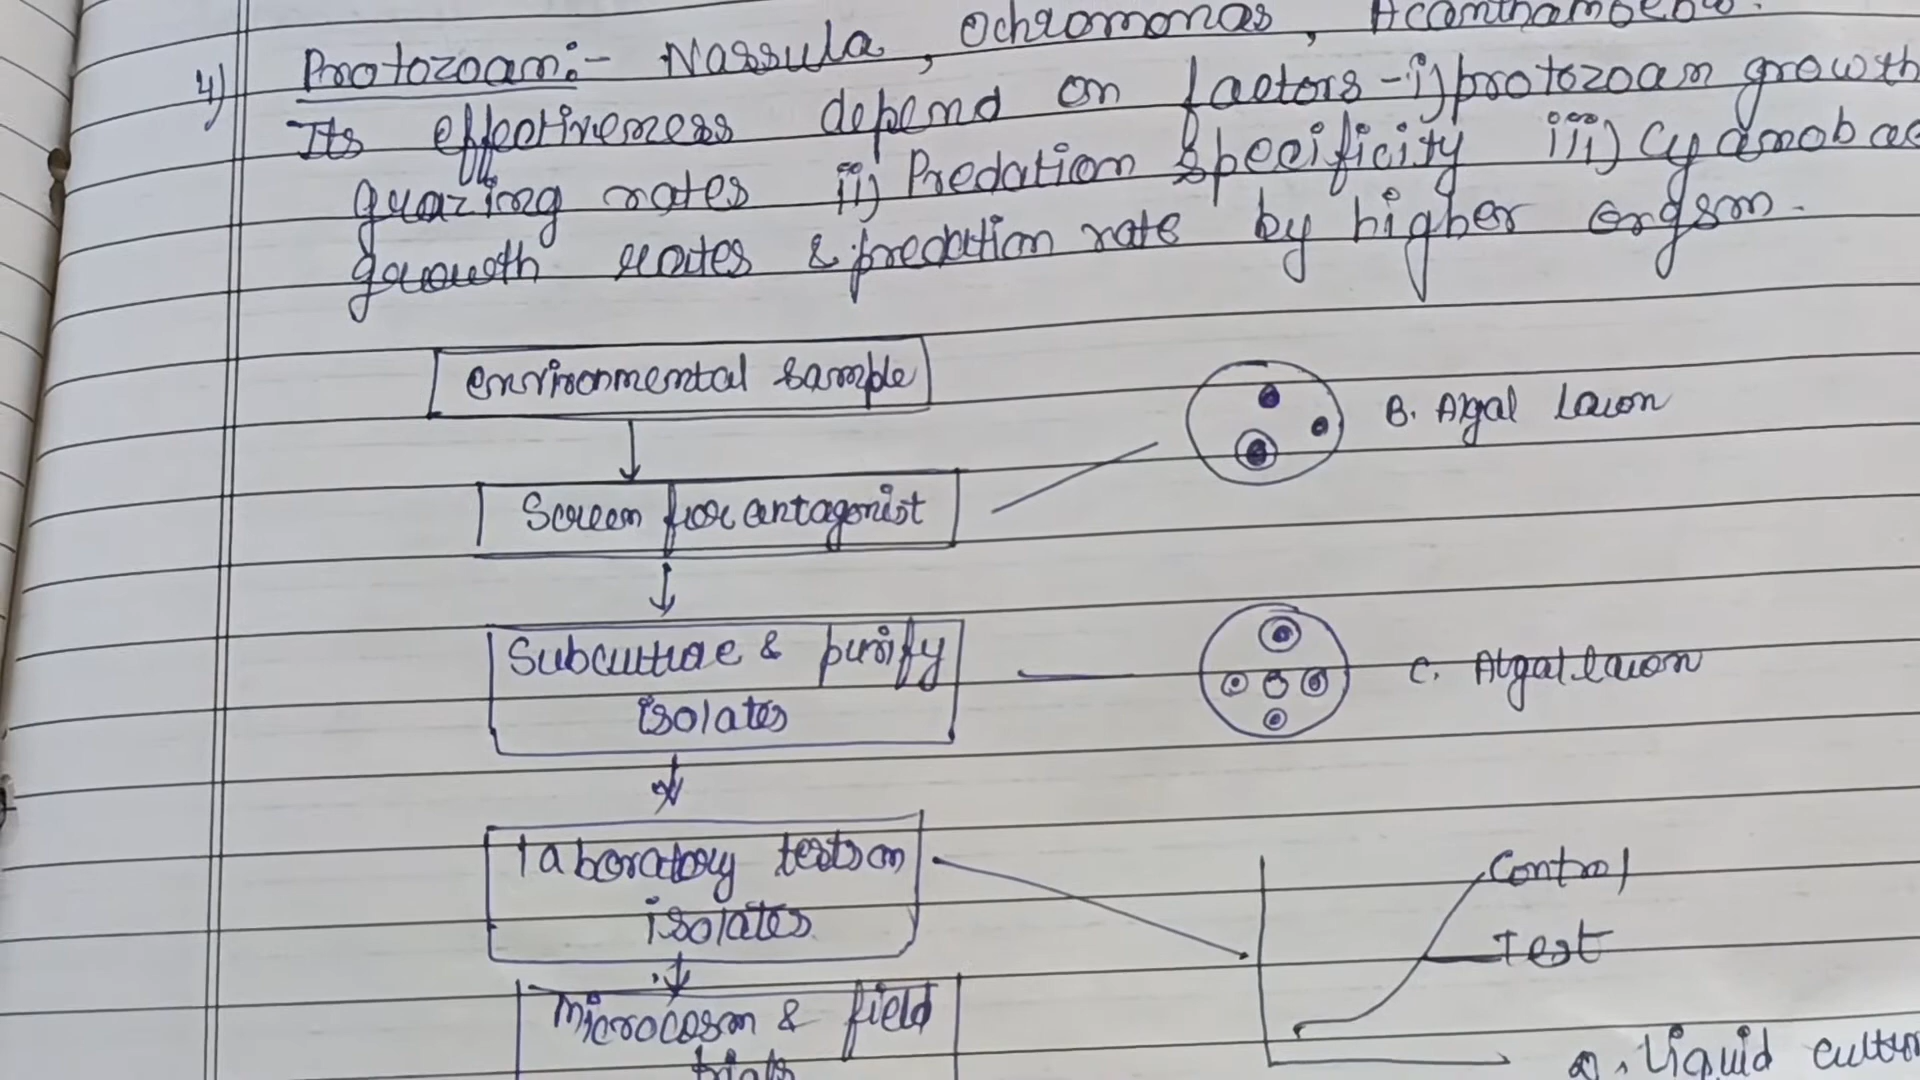 4) Protozoan:- Nassula, Ochromonas, Acanthamoeba.
Its effectiveness depend on factors - i) protozoan growth
grazing rates ii) Predation specificity iii) Cyanobac
growth rates & predation rate by higher orgsm.
environmental sample
B. Algal Lawn
Screen for antagonist
Subculture & purify
isolates
C. Algal lawn
laboratory tests on
isolates
Control
Test
Microcosm & field
trials
a. Liquid cultur